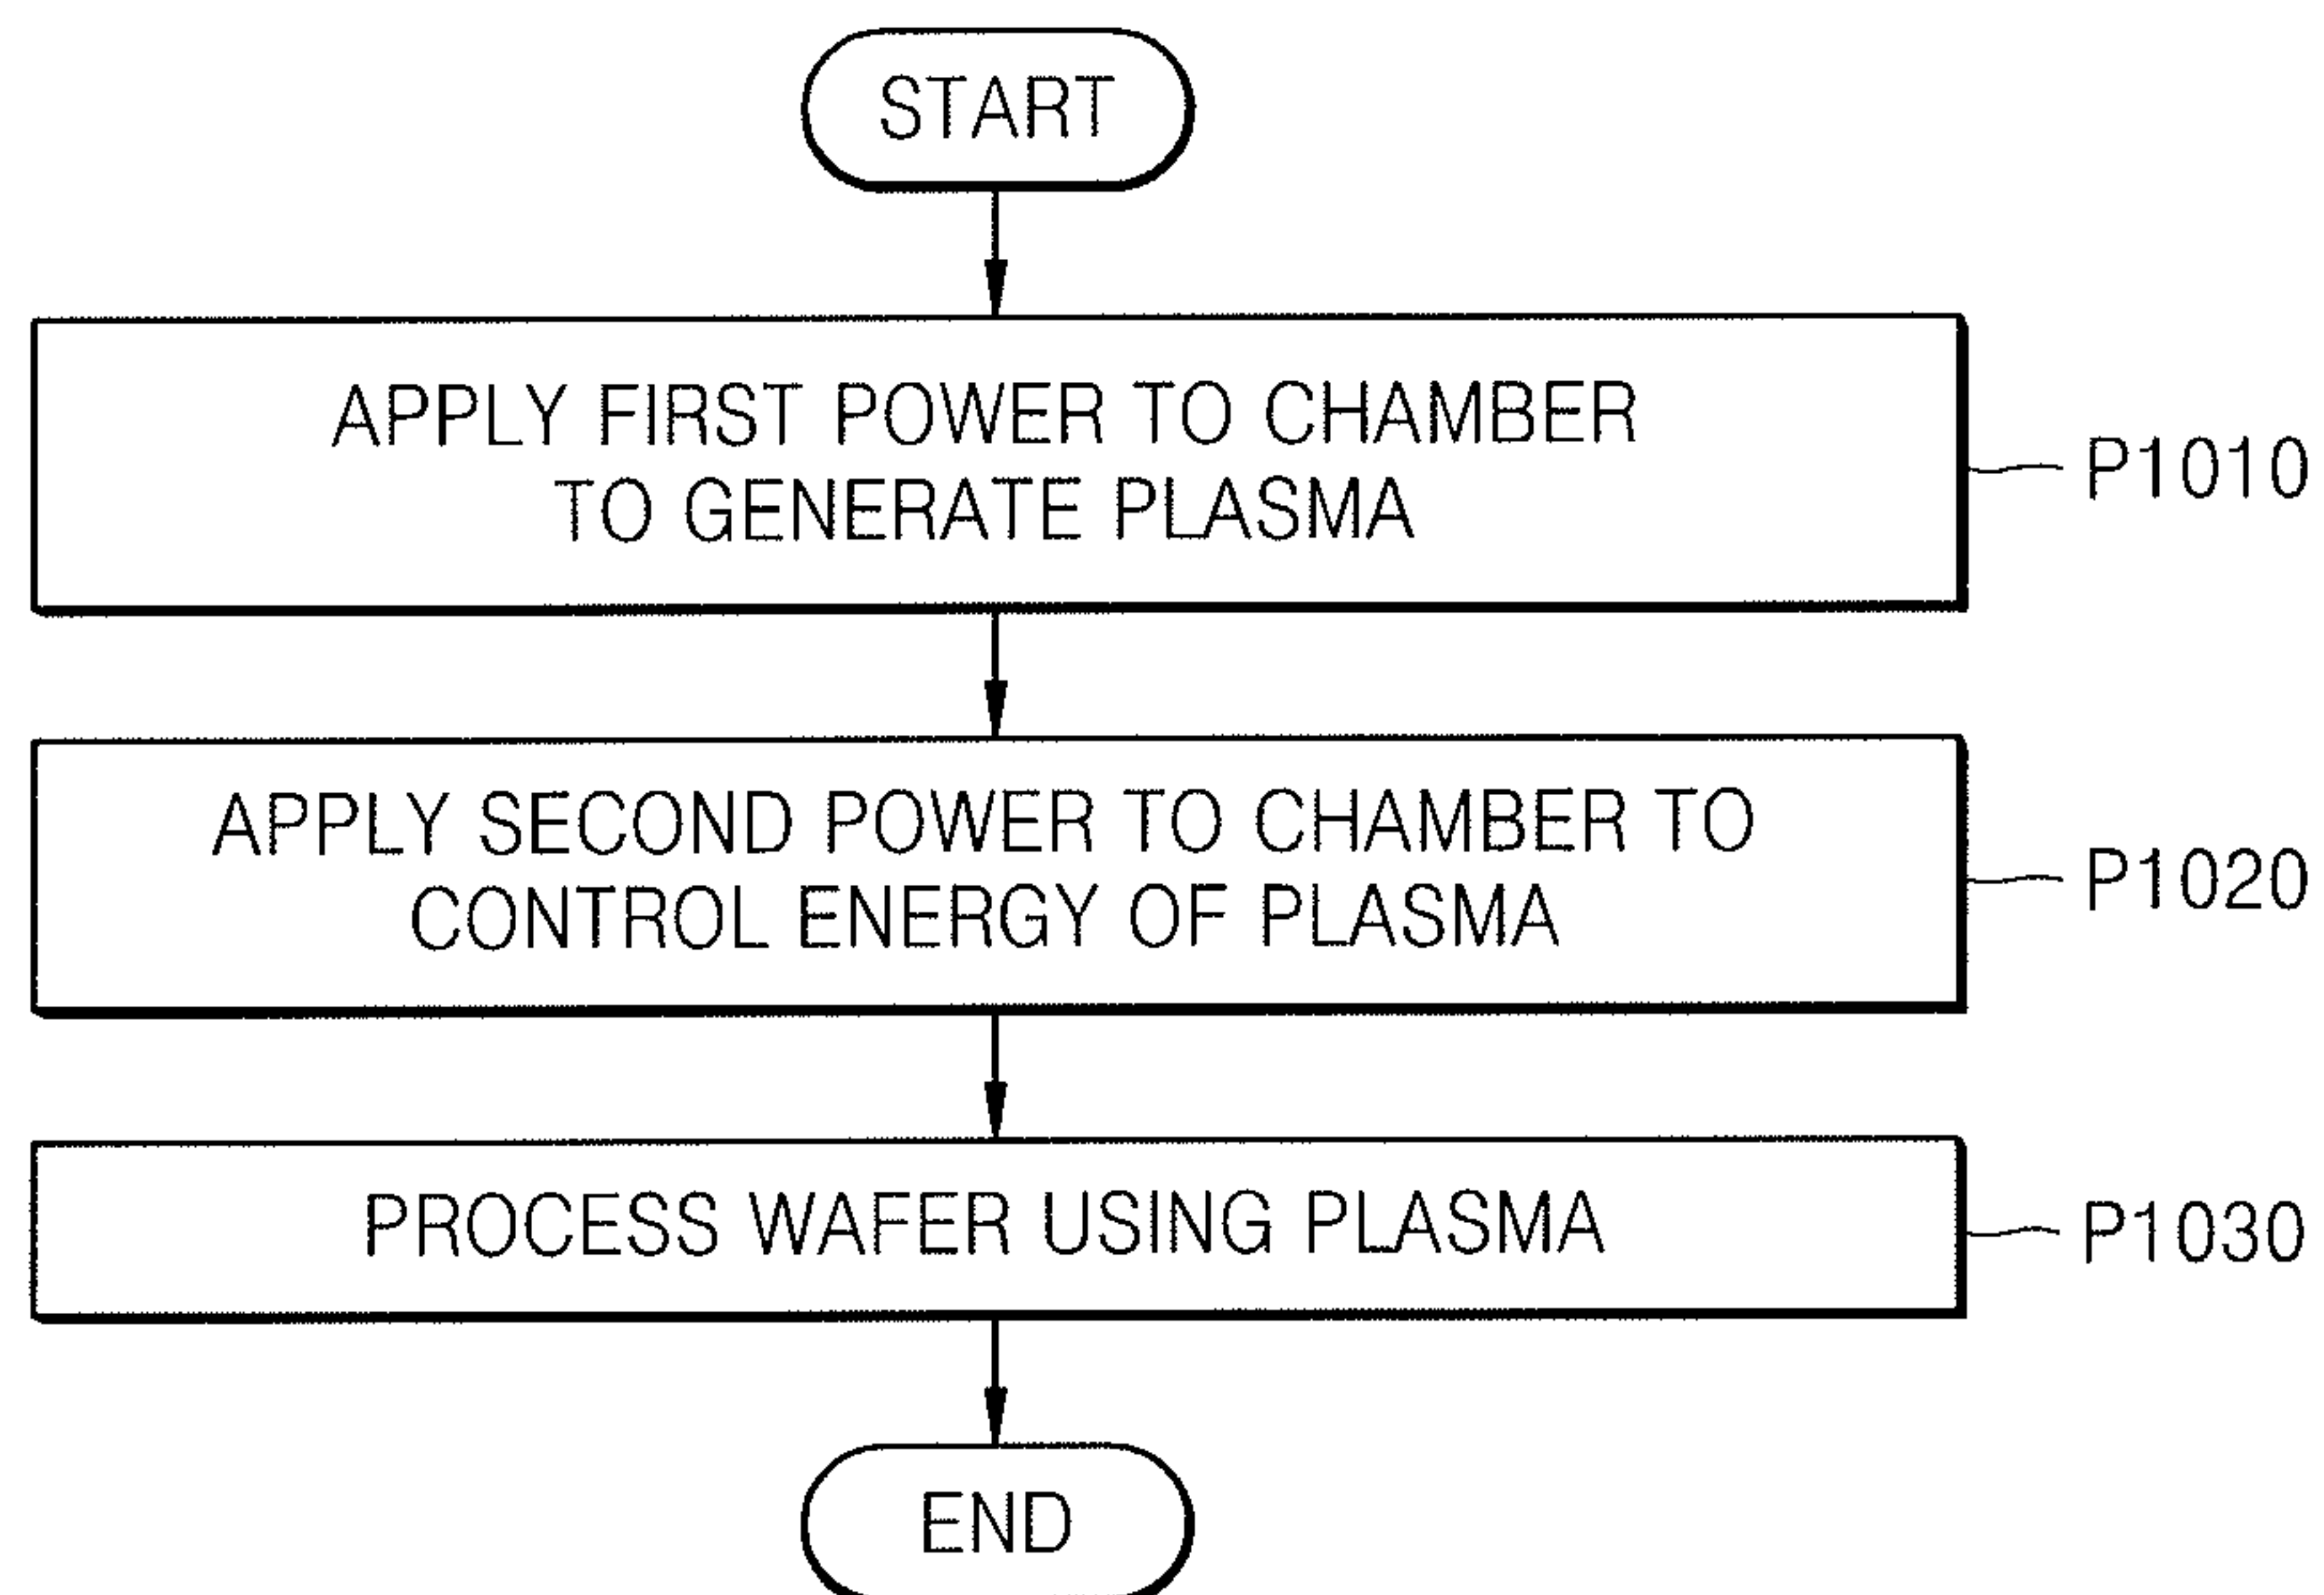 START
APPLY FIRST POWER TO CHAMBER
TO GENERATE PLASMA
P1010
APPLY SECOND POWER TO CHAMBER TO
CONTROL ENERGY OF PLASMA
P1020
PROCESS WAFER USING PLASMA
P1030
END